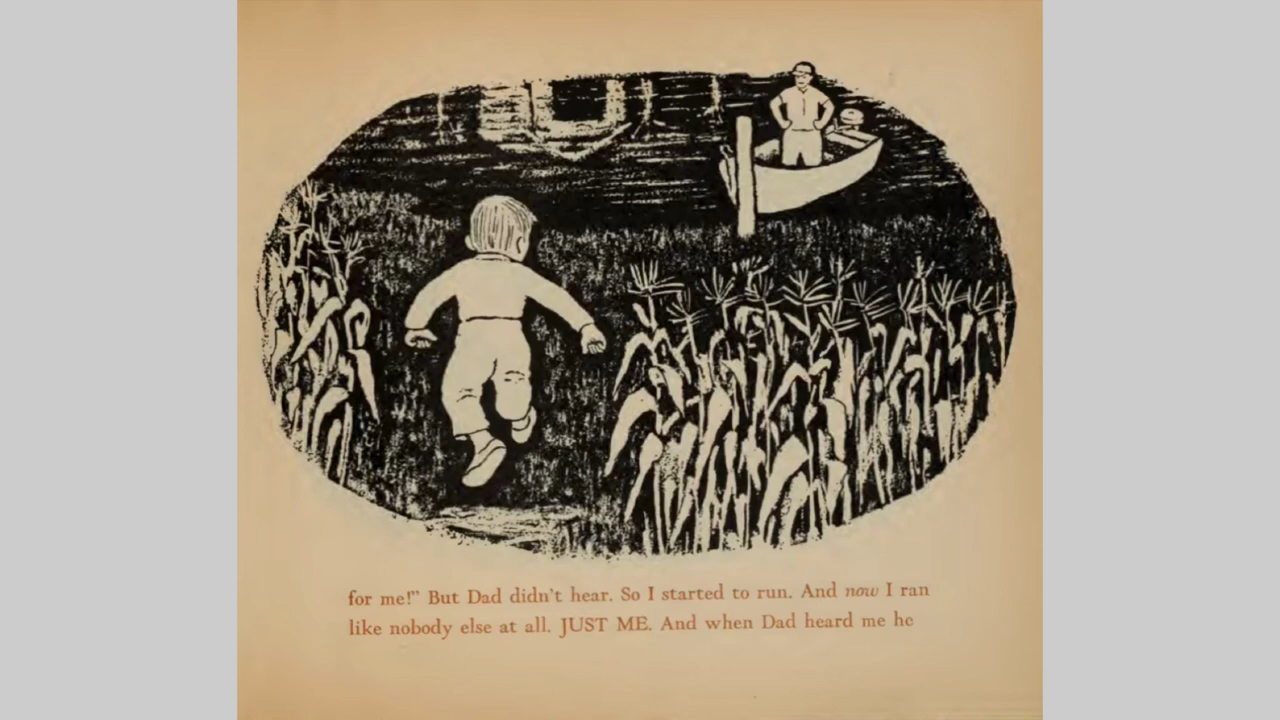 for me!” But Dad didn’t hear. So I started to run. And now I ran
like nobody else at all. JUST ME. And when Dad heard me he